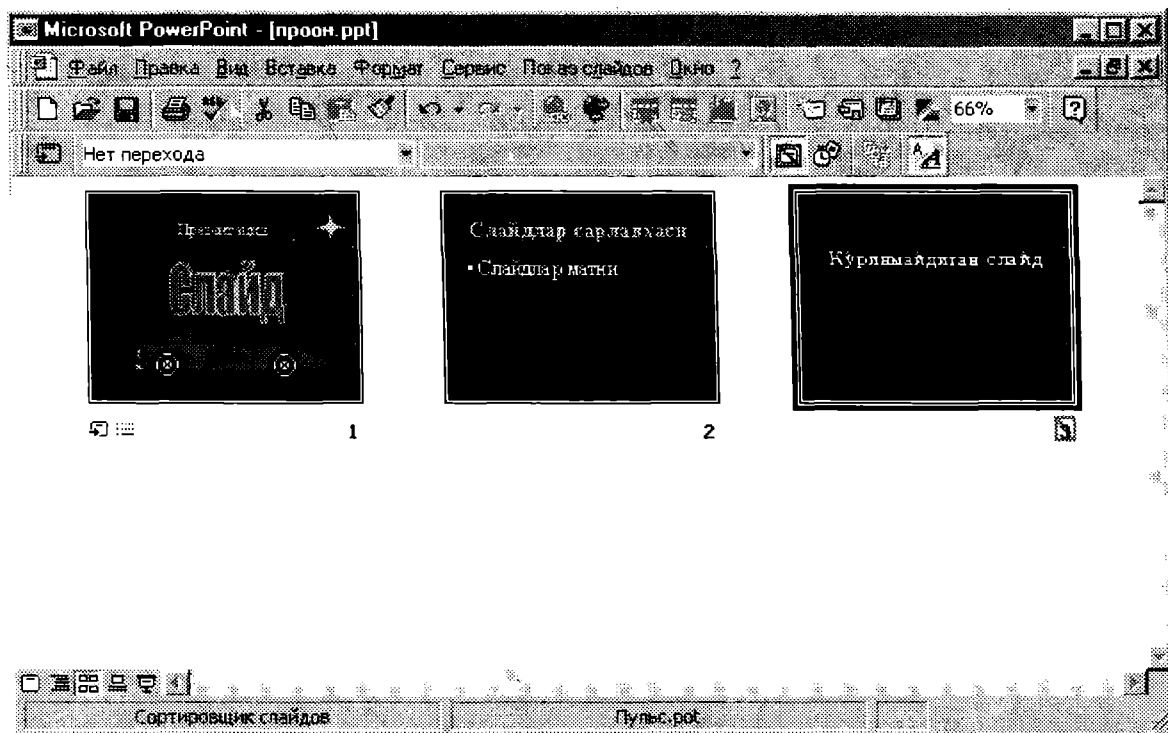 Microsoft PowerPoint - [проон.ppt]
Файл Правка Вид Вставка Формат Сервис Показ слайдов Окно ?
66%
Нет перехода
Слайд
Слайдлар сарлавхаси
Слайдлар матни
Кўринмайдиган слайд
1
2
3
Сортировщик слайдов
Пульс.pot